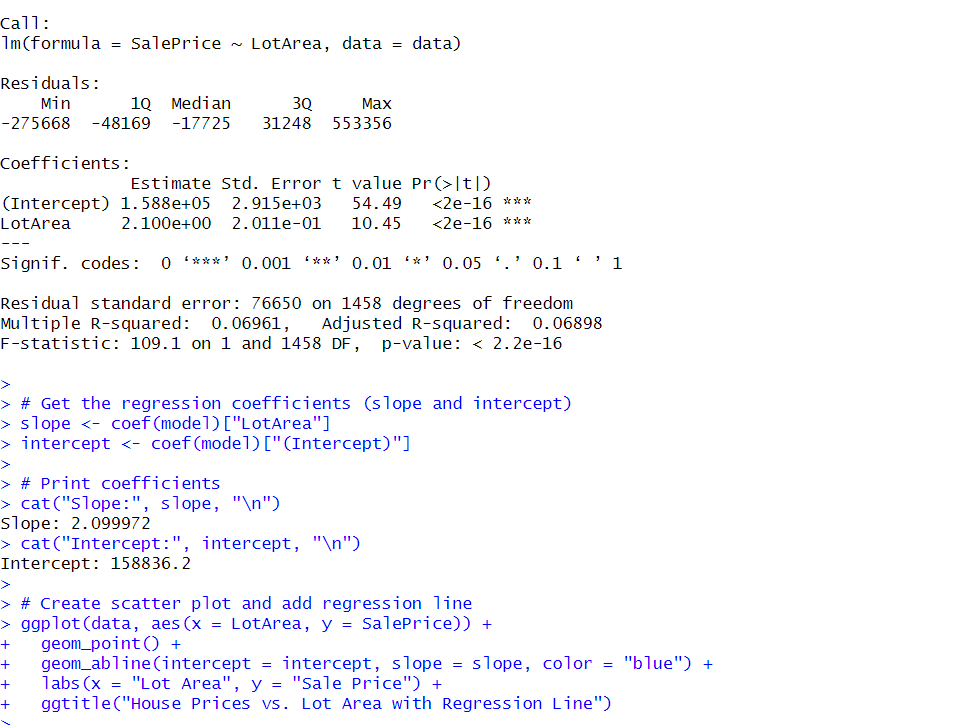 Call:
lm(formula = SalePrice ~ LotArea, data = data)
Residuals:
    Min      1Q  Median      3Q     Max
-275668  -48169  -17725   31248  553356
Coefficients:
             Estimate Std. Error t value Pr(>|t|)
(Intercept) 1.588e+05  2.915e+03   54.49   <2e-16 ***
LotArea     2.100e+00  2.011e-01   10.45   <2e-16 ***
---
Signif. codes:  0 ‘***’ 0.001 ‘**’ 0.01 ‘*’ 0.05 ‘.’ 0.1 ‘ ’ 1
Residual standard error: 76650 on 1458 degrees of freedom
Multiple R-squared:  0.06961,   Adjusted R-squared:  0.06898
F-statistic: 109.1 on 1 and 1458 DF,  p-value: < 2.2e-16
>
> # Get the regression coefficients (slope and intercept)
> slope <- coef(model)["LotArea"]
> intercept <- coef(model)["(Intercept)"]
>
> # Print coefficients
> cat("Slope:", slope, "\n")
Slope: 2.099972
> cat("Intercept:", intercept, "\n")
Intercept: 158836.2
>
> # Create scatter plot and add regression line
> ggplot(data, aes(x = LotArea, y = SalePrice)) +
+   geom_point() +
+   geom_abline(intercept = intercept, slope = slope, color = "blue") +
+   labs(x = "Lot Area", y = "Sale Price") +
+   ggtitle("House Prices vs. Lot Area with Regression Line")
>